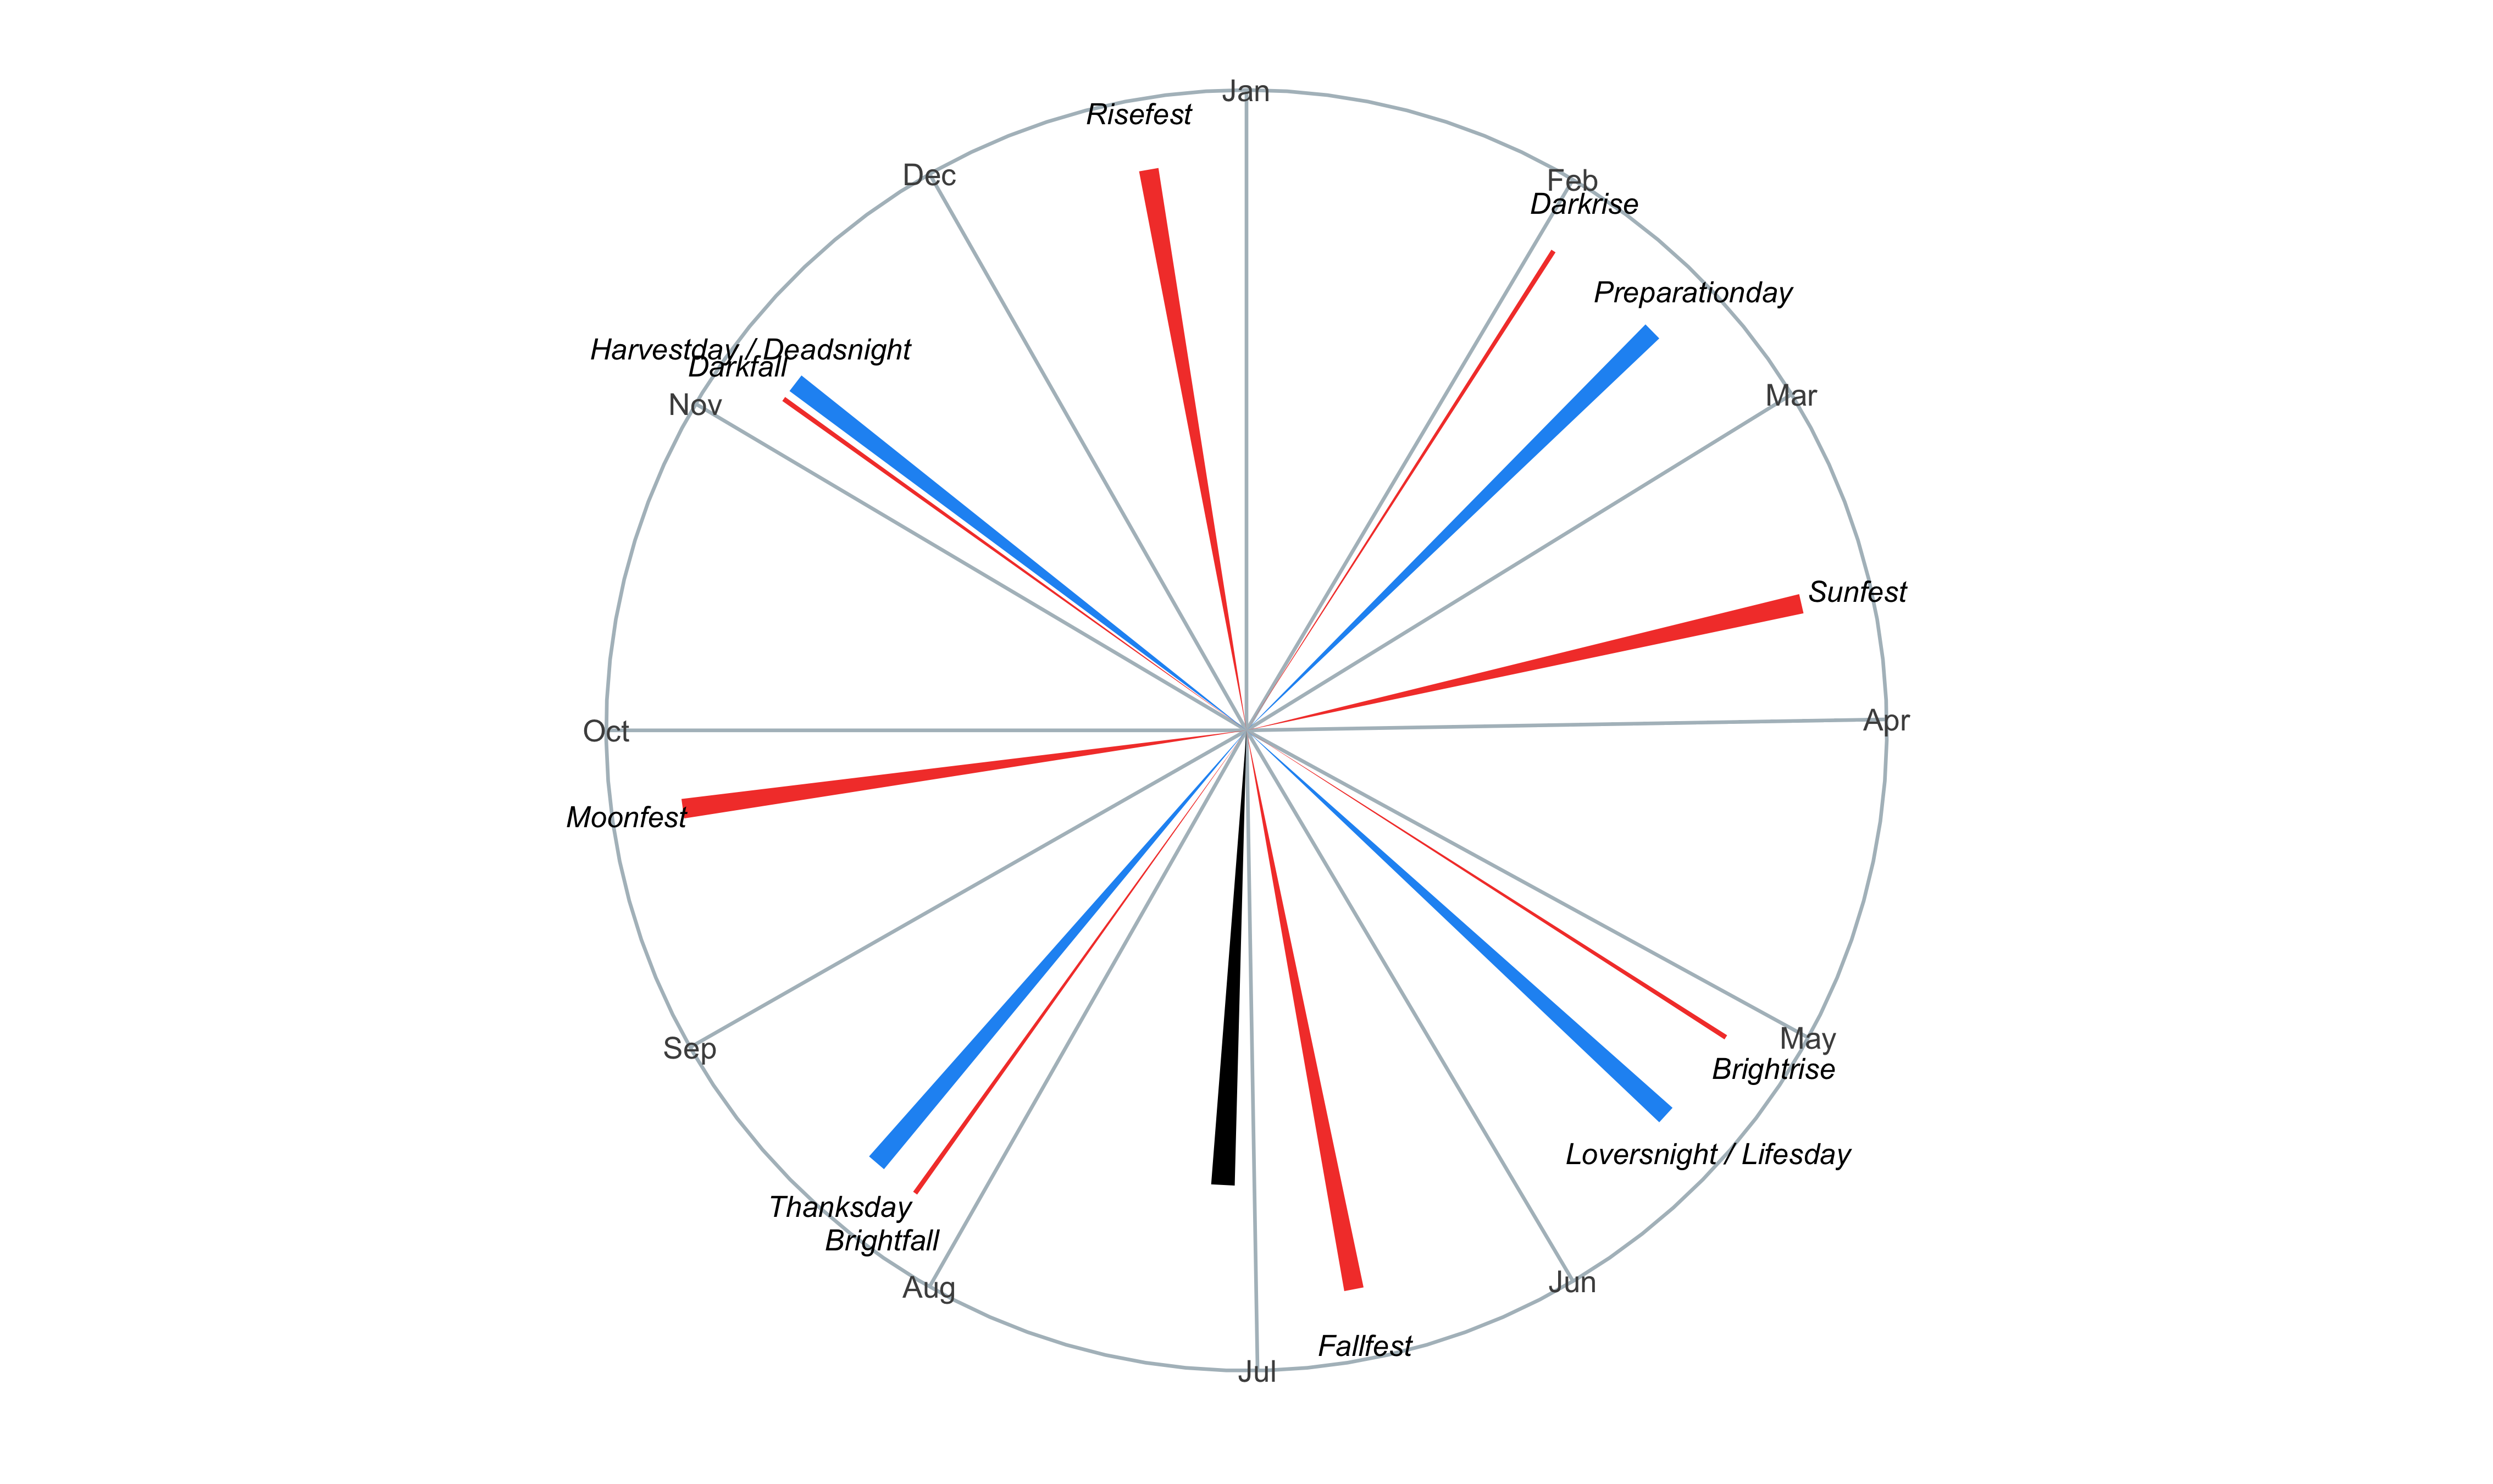 Jan
Risefest
Dec
Feb
Darkrise
Preparationday
Harvestday / Deadsnight
Darkfall
Nov
Mar
Sunfest
Apr
Oct
Moonfest
May
Brightrise
Sep
Loversnight / Lifesday
Thanksday
Brightfall
Aug
Jun
Fallfest
Jul